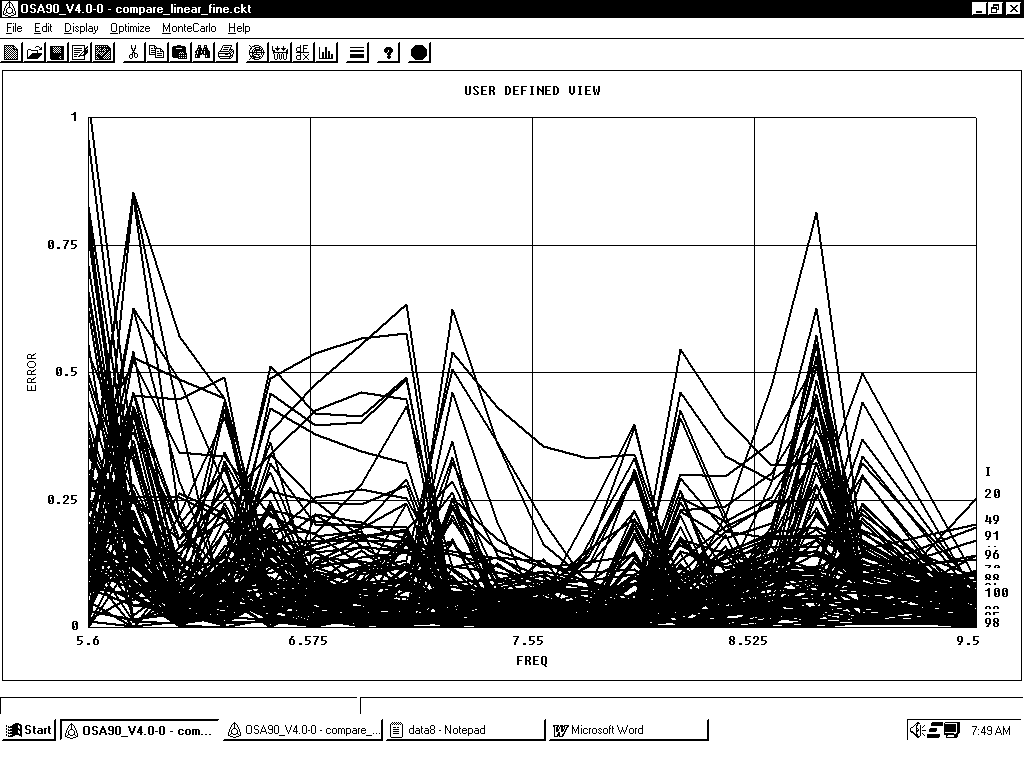 OSA90_V4.0-0 - compare_linear_fine.ckt
File Edit Display Optimize MonteCarlo Help
USER DEFINED VIEW
1
0.75
ERROR
0.5
0.25
0
I
20
49
91
96
88
100
98
5.6 6.575 7.55 8.525 9.5
FREQ
Start OSA90_V4.0-0 - com... OSA90_V4.0-0 - compare_... data8 - Notepad Microsoft Word 7:49 AM